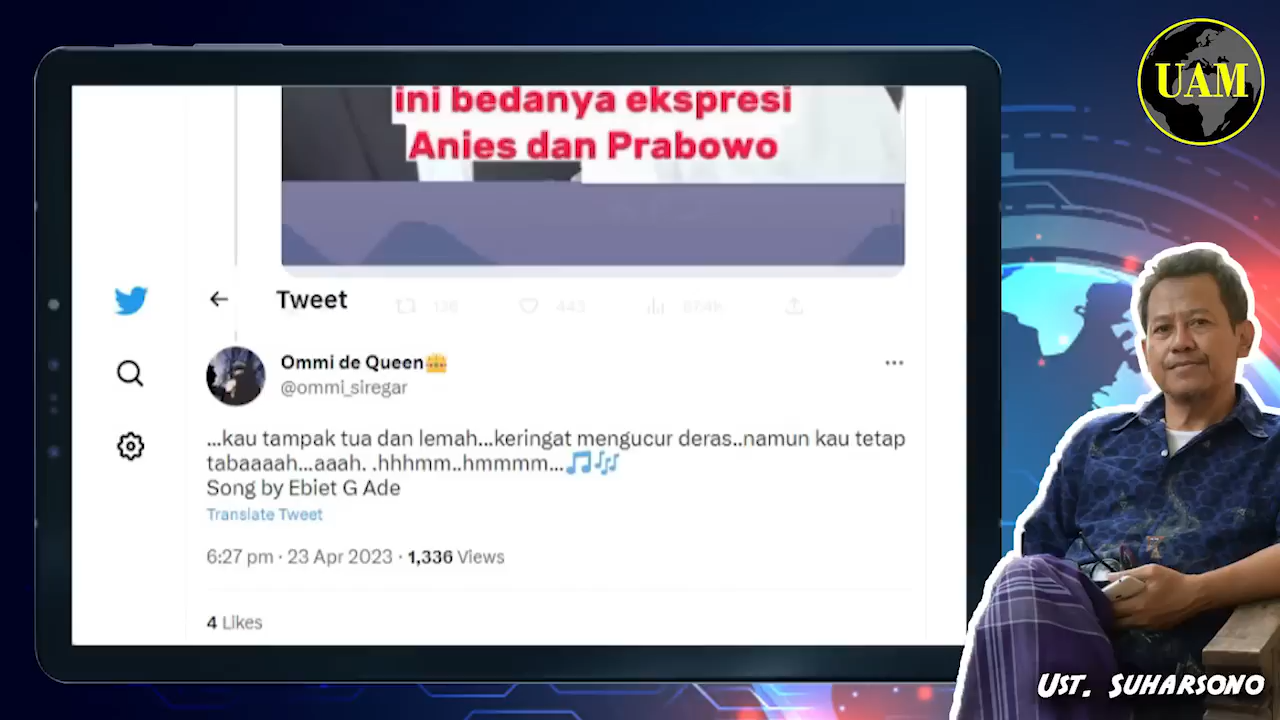 UAM
ini bedanya ekspresi
Anies dan Prabowo
Tweet
136
443
Ommi de Queen👑
@ommi_siregar
...kau tampak tua dan lemah...keringat mengucur deras..namun kau tetap
tabaaaah...aaah. .hhhmm..hmmmm...🎵🎶
Song by Ebiet G Ade
Translate Tweet
6:27 pm · 23 Apr 2023 · 1,336 Views
4 Likes
Ust. Suharsono